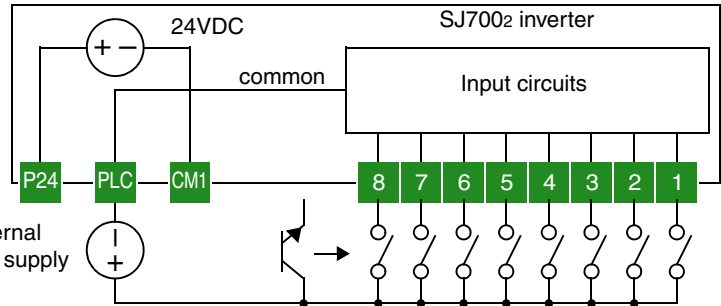 24VDC
SJ7002 inverter
+ −
common
Input circuits
P24 PLC CM1 8 7 6 5 4 3 2 1
ernal
supply
− +